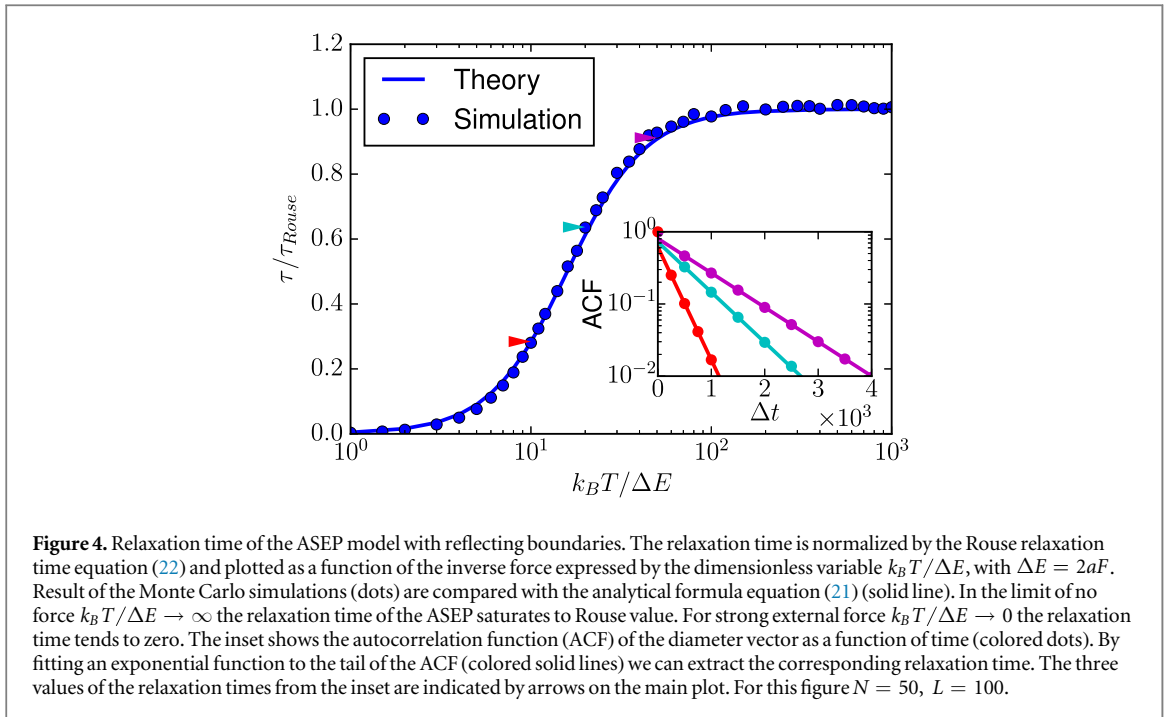 1.2
1.0
0.8
0.6
0.4
0.2
0.0
τ/τ_Rouse
Theory
Simulation
10^0
10^-1
10^-2
ACF
0 1 2 3 4
Δt ×10^3
10^0 10^1 10^2 10^3
k_BT/ΔE
Figure 4. Relaxation time of the ASEP model with reflecting boundaries. The relaxation time is normalized by the Rouse relaxation
time equation (22) and plotted as a function of the inverse force expressed by the dimensionless variable k_BT/ΔE, with ΔE = 2aF.
Result of the Monte Carlo simulations (dots) are compared with the analytical formula equation (21) (solid line). In the limit of no
force k_BT/ΔE → ∞ the relaxation time of the ASEP saturates to Rouse value. For strong external force k_BT/ΔE → 0 the relaxation
time tends to zero. The inset shows the autocorrelation function (ACF) of the diameter vector as a function of time (colored dots). By
fitting an exponential function to the tail of the ACF (colored solid lines) we can extract the corresponding relaxation time. The three
values of the relaxation times from the inset are indicated by arrows on the main plot. For this figure N = 50, L = 100.